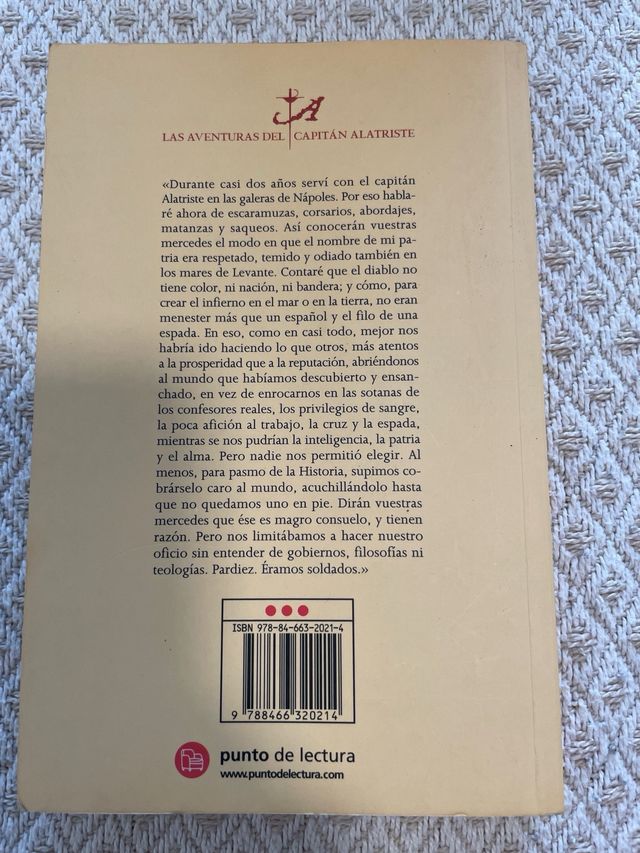 LAS AVENTURAS DEL CAPITÁN ALATRISTE
«Durante casi dos años serví con el capitán
Alatriste en las galeras de Nápoles. Por eso habla-
ré ahora de escaramuzas, corsarios, abordajes,
matanzas y saqueos. Así conocerán vuestras
mercedes el modo en que el nombre de mi pa-
tria era respetado, temido y odiado también en
los mares de Levante. Contaré que el diablo no
tiene color, ni nación, ni bandera; y cómo, para
crear el infierno en el mar o en la tierra, no eran
menester más que un español y el filo de una
espada. En eso, como en casi todo, mejor nos
habría ido haciendo lo que otros, más atentos
a la prosperidad que a la reputación, abriéndonos
al mundo que habíamos descubierto y ensan-
chado, en vez de enrocarnos en las sotanas de
los confesores reales, los privilegios de sangre,
la poca afición al trabajo, la cruz y la espada,
mientras se nos pudrían la inteligencia, la patria
y el alma. Pero nadie nos permitió elegir. Al
menos, para pasmo de la Historia, supimos co-
brárselo caro al mundo, acuchillándolo hasta
que no quedamos uno en pie. Dirán vuestras
mercedes que ése es magro consuelo, y tienen
razón. Pero nos limitábamos a hacer nuestro
oficio sin entender de gobiernos, filosofías ni
teologías. Pardiez. Éramos soldados.»
ISBN 978-84-663-2021-4
9 788466 320214
punto de lectura
www.puntodelectura.com